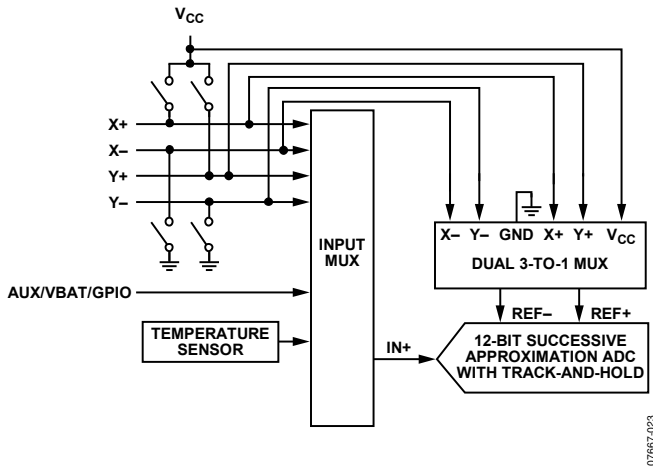 VCC
X+
X–
Y+
Y–
INPUT
MUX
X– Y– GND X+ Y+ VCC
DUAL 3-TO-1 MUX
AUX/VBAT/GPIO
REF– REF+
TEMPERATURE
SENSOR
IN+
12-BIT SUCCESSIVE
APPROXIMATION ADC
WITH TRACK-AND-HOLD
07667-023